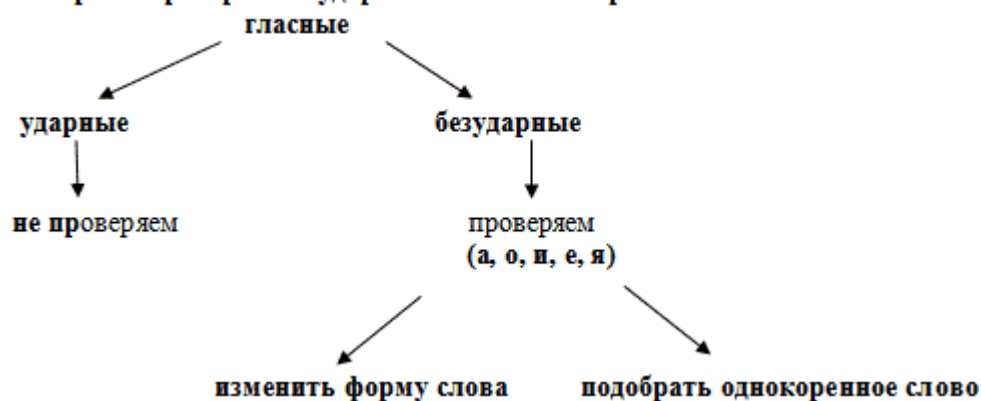 гласные
ударные безударные
не проверяем проверяем
(а, о, и, е, я)
изменить форму слова подобрать однокоренное слово